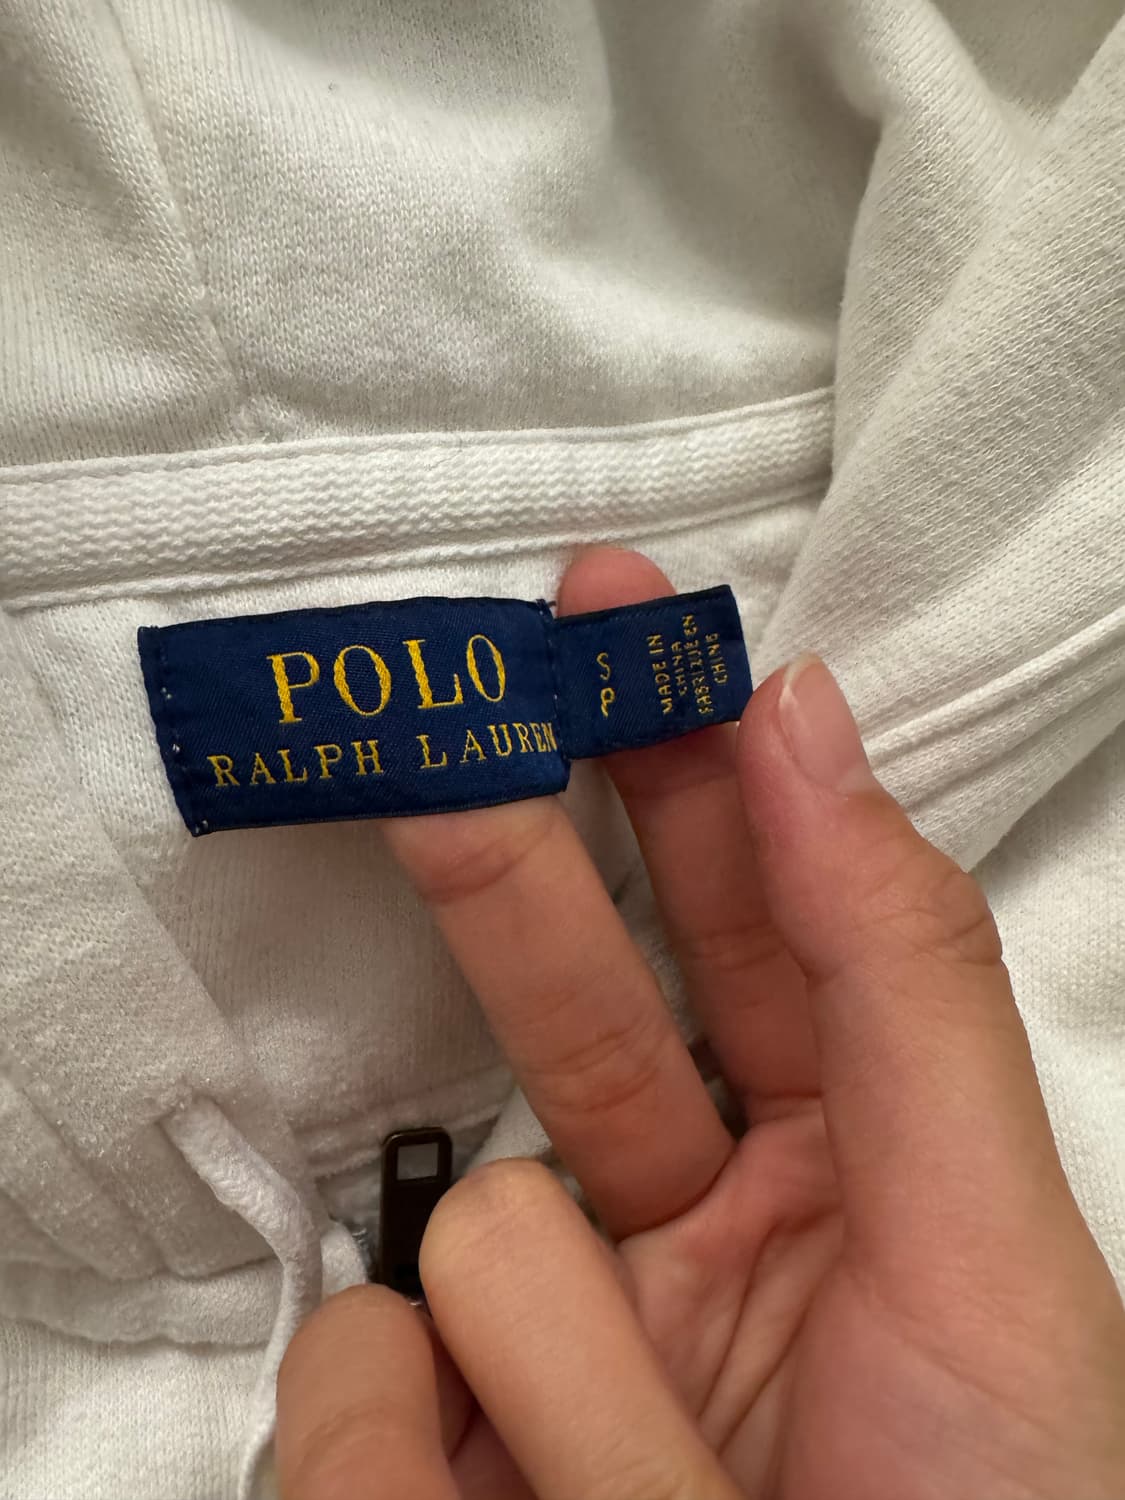 POLO
RALPH LAUREN
S
P
MADE IN
CHINA
FABRIQUÉ EN
CHINE